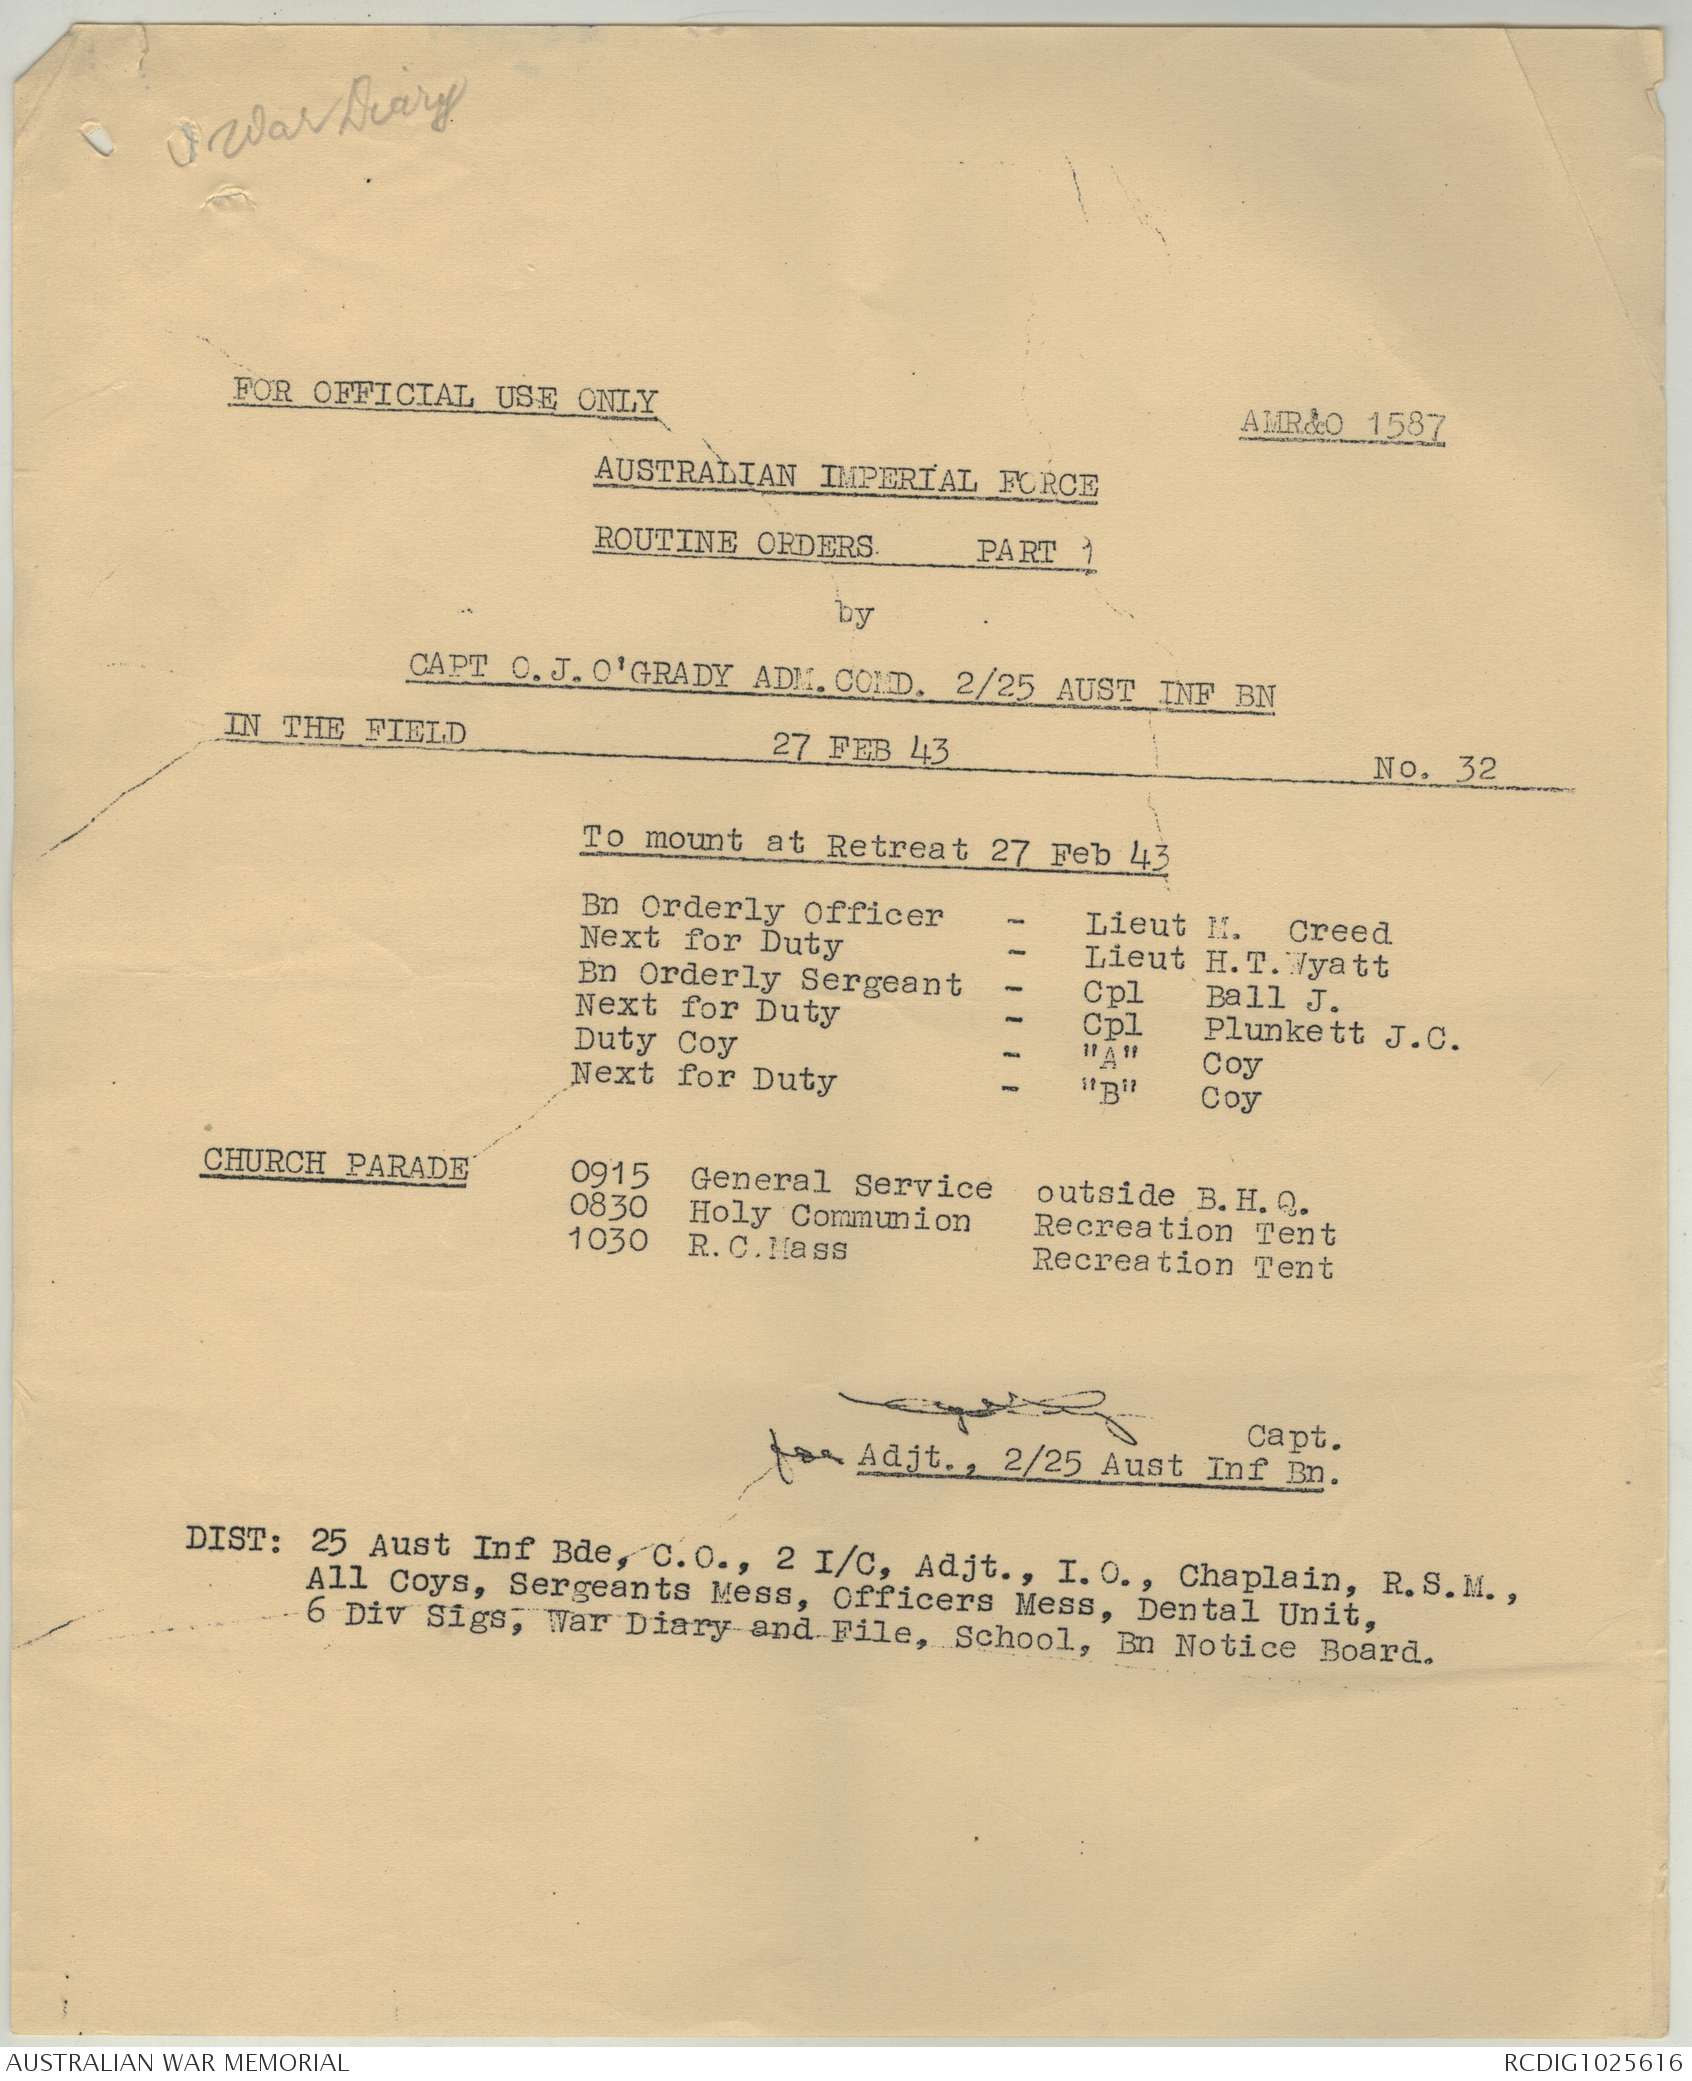 War Diary
FOR OFFICIAL USE ONLY
AMR&O 1587
AUSTRALIAN IMPERIAL FORCE
ROUTINE ORDERS. PART 1
by
CAPT O.J.O'GRADY ADM.COMD. 2/25 AUST INF BN
IN THE FIELD 27 FEB 43 No. 32
To mount at Retreat 27 Feb 43
Bn Orderly Officer - Lieut M. Creed
Next for Duty - Lieut H.T.Wyatt
Bn Orderly Sergeant - Cpl Ball J.
Next for Duty - Cpl Plunkett J.C.
Duty Coy - "A" Coy
Next for Duty - "B" Coy
CHURCH PARADE 0915 General Service outside B.H.Q.
0830 Holy Communion Recreation Tent
1030 R.C.Mass Recreation Tent
Capt.
for Adjt., 2/25 Aust Inf Bn.
DIST: 25 Aust Inf Bde, C.O., 2 I/C, Adjt., I.O., Chaplain, R.S.M.,
All Coys, Sergeants Mess, Officers Mess, Dental Unit,
6 Div Sigs, War Diary and File, School, Bn Notice Board.
AUSTRALIAN WAR MEMORIAL
RCDIG1025616